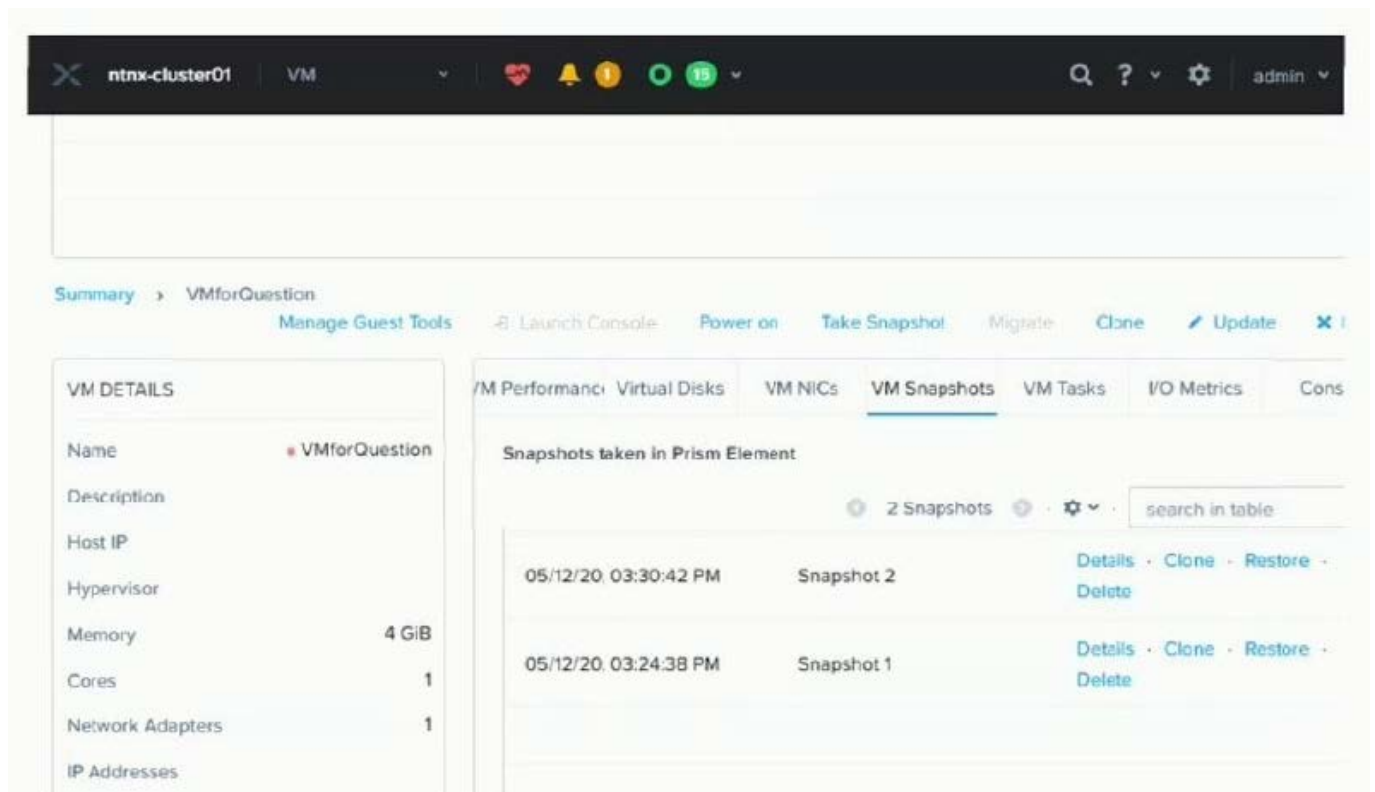 ntnx-cluster01 VM 1 15 ? admin
Summary > VMforQuestion
Manage Guest Tools Launch Console Power on Take Snapshot Migrate Clone Update
VM DETAILS
Name VMforQuestion
Description
Host IP
Hypervisor
Memory 4 GiB
Cores 1
Network Adapters 1
IP Addresses
VM Performance Virtual Disks VM NICs VM Snapshots VM Tasks I/O Metrics Cons
Snapshots taken in Prism Element
2 Snapshots search in table
05/12/20, 03:30:42 PM Snapshot 2 Details · Clone · Restore ·
Delete
05/12/20, 03:24:38 PM Snapshot 1 Details · Clone · Restore ·
Delete